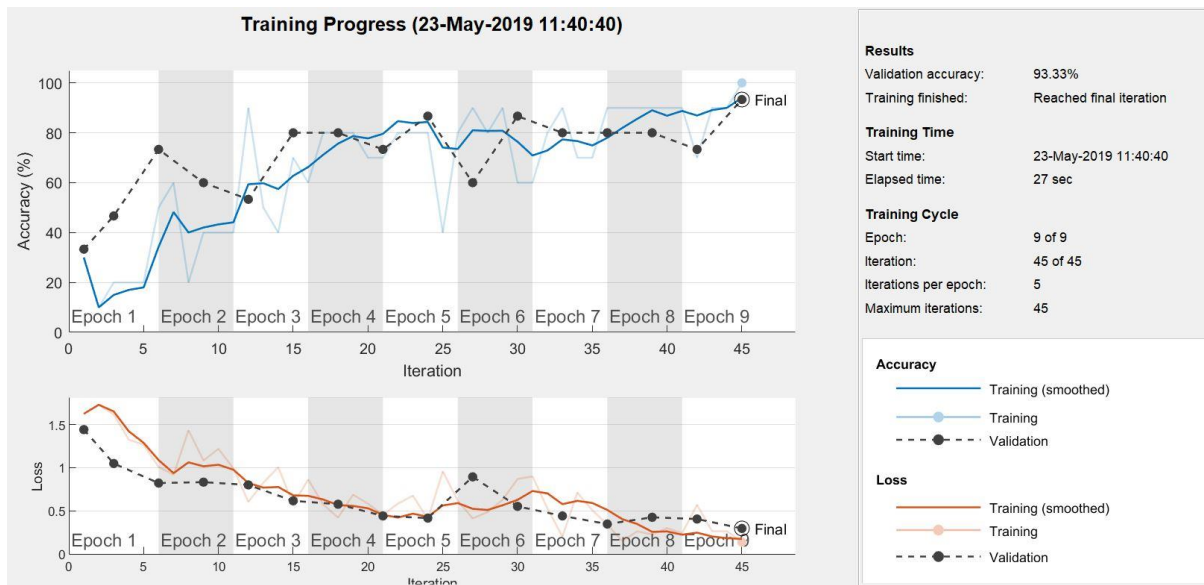 Training Progress (23-May-2019 11:40:40)
100
80
60
40
20
0
Accuracy (%)
Final
Epoch 1 Epoch 2 Epoch 3 Epoch 4 Epoch 5 Epoch 6 Epoch 7 Epoch 8 Epoch 9
0 5 10 15 20 25 30 35 40 45
Iteration
1.5
1
0.5
0
Loss
Final
Epoch 1 Epoch 2 Epoch 3 Epoch 4 Epoch 5 Epoch 6 Epoch 7 Epoch 8 Epoch 9
0 5 10 15 20 25 30 35 40 45
Iteration
Results
Validation accuracy: 93.33%
Training finished: Reached final iteration
Training Time
Start time: 23-May-2019 11:40:40
Elapsed time: 27 sec
Training Cycle
Epoch: 9 of 9
Iteration: 45 of 45
Iterations per epoch: 5
Maximum iterations: 45
Accuracy
Training (smoothed)
Training
Validation
Loss
Training (smoothed)
Training
Validation